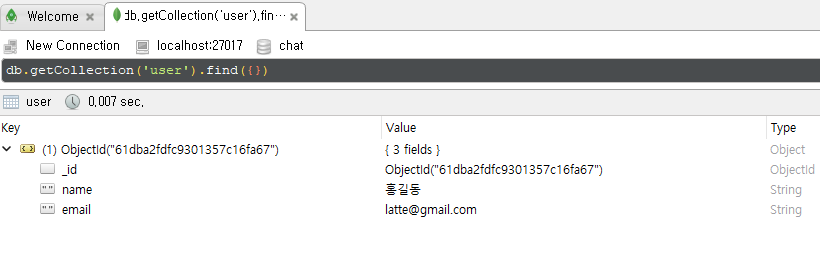 Welcome × db.getCollection('user').fin··· ×
New Connection localhost:27017 chat
db.getCollection('user').find({})
user 0.007 sec.
Key Value Type
(1) ObjectId("61dba2fdfc9301357c16fa67") { 3 fields } Object
_id ObjectId("61dba2fdfc9301357c16fa67") ObjectId
name 홍길동 String
email latte@gmail.com String